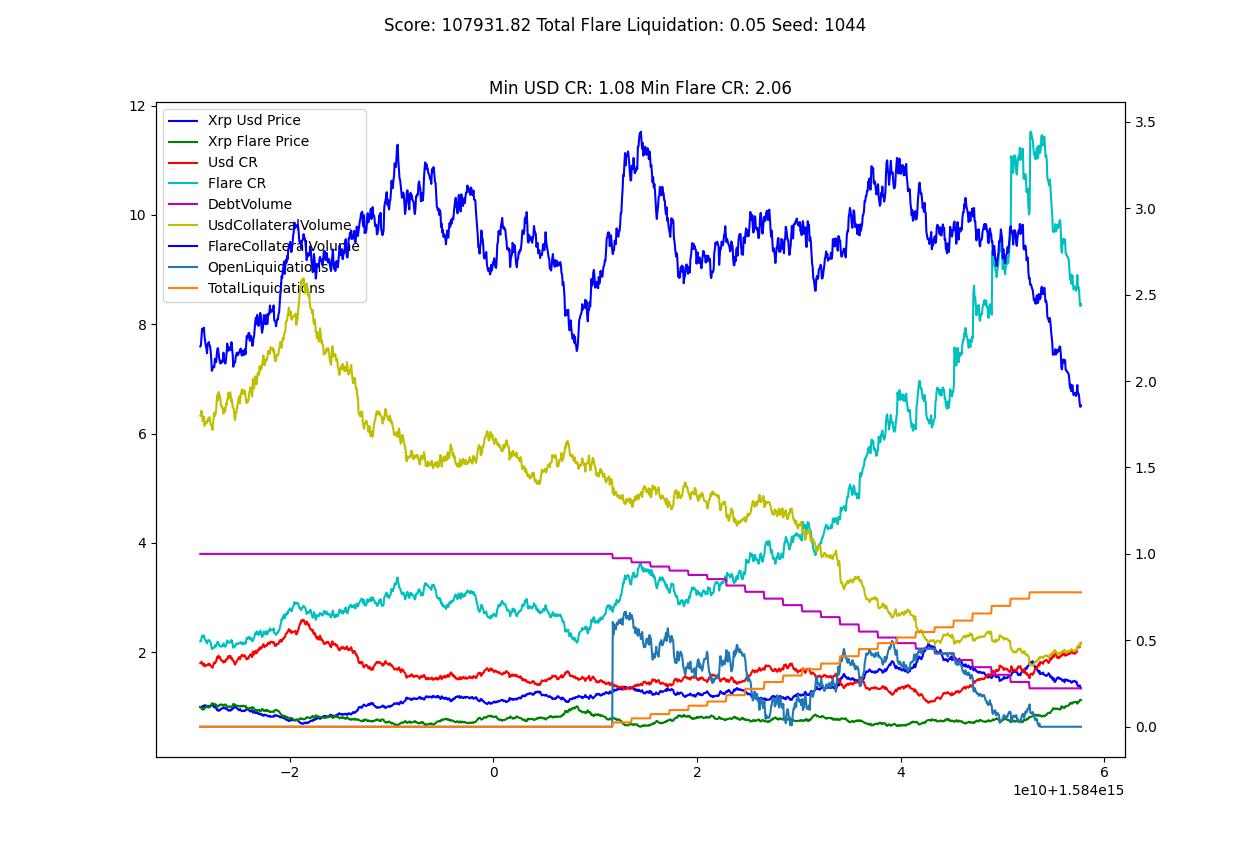 Score: 107931.82 Total Flare Liquidation: 0.05 Seed: 1044
Min USD CR: 1.08 Min Flare CR: 2.06
Xrp Usd Price
Xrp Flare Price
Usd CR
Flare CR
DebtVolume
UsdCollateralVolume
FlareCollateralVolume
OpenLiquidations
TotalLiquidations
12
10
8
6
4
2
3.5
3.0
2.5
2.0
1.5
1.0
0.5
0.0
−2
0
2
4
6
1e10+1.584e15